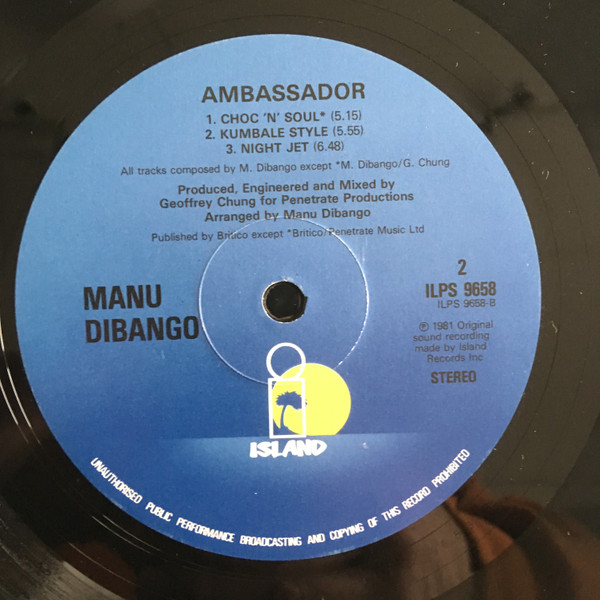 AMBASSADOR
1. CHOC 'N' SOUL* (5.15)
2. KUMBALE STYLE (5.55)
3. NIGHT JET (6.48)
All tracks composed by M. Dibango except *M. Dibango/G. Chung
Produced, Engineered and Mixed by
Geoffrey Chung for Penetrate Productions
Arranged by Manu Dibango
Published by Britico except *Britico/Penetrate Music Ltd
MANU
DIBANGO
2
ILPS 9658
ILPS 9658-B
℗ 1981 Original
sound recording
made by Island
Records Inc
STEREO
ISLAND
UNAUTHORISED PUBLIC PERFORMANCE BROADCASTING AND COPYING OF THIS RECORD PROHIBITED